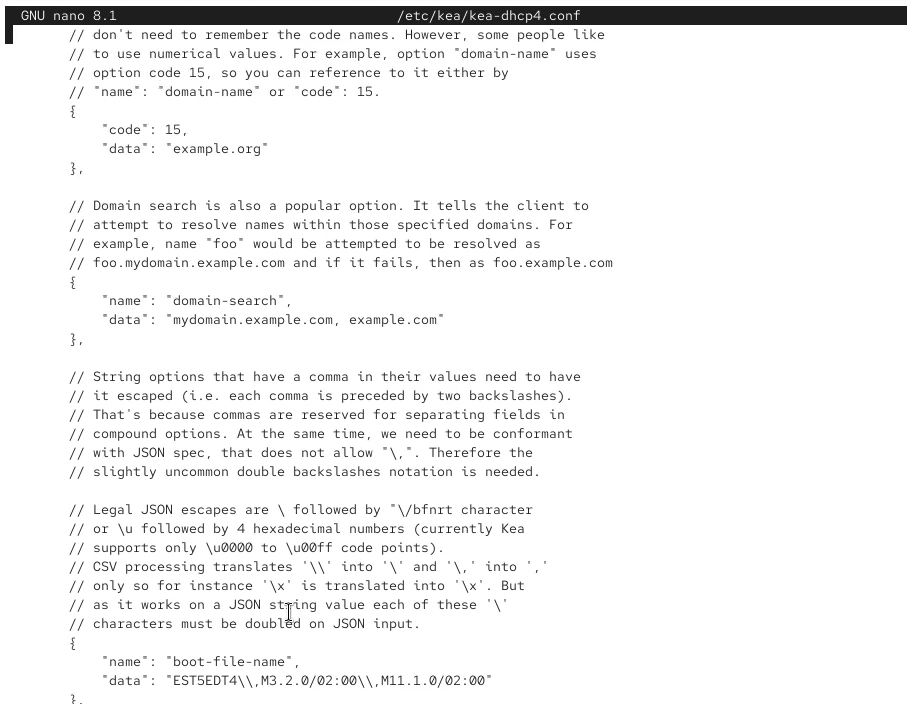 GNU nano 8.1 /etc/kea/kea-dhcp4.conf
// don't need to remember the code names. However, some people like
// to use numerical values. For example, option "domain-name" uses
// option code 15, so you can reference to it either by
// "name": "domain-name" or "code": 15.
{
"code": 15,
"data": "example.org"
},
// Domain search is also a popular option. It tells the client to
// attempt to resolve names within those specified domains. For
// example, name "foo" would be attempted to be resolved as
// foo.mydomain.example.com and if it fails, then as foo.example.com
{
"name": "domain-search",
"data": "mydomain.example.com, example.com"
},
// String options that have a comma in their values need to have
// it escaped (i.e. each comma is preceded by two backslashes).
// That's because commas are reserved for separating fields in
// compound options. At the same time, we need to be conformant
// with JSON spec, that does not allow "\,". Therefore the
// slightly uncommon double backslashes notation is needed.
// Legal JSON escapes are \ followed by "\/bfnrt character
// or \u followed by 4 hexadecimal numbers (currently Kea
// supports only \u0000 to \u00ff code points).
// CSV processing translates '\\' into '\' and '\,' into ','
// only so for instance '\x' is translated into '\x'. But
// as it works on a JSON string value each of these '\'
// characters must be doubled on JSON input.
{
"name": "boot-file-name",
"data": "EST5EDT4\\,M3.2.0/02:00\\,M11.1.0/02:00"
},